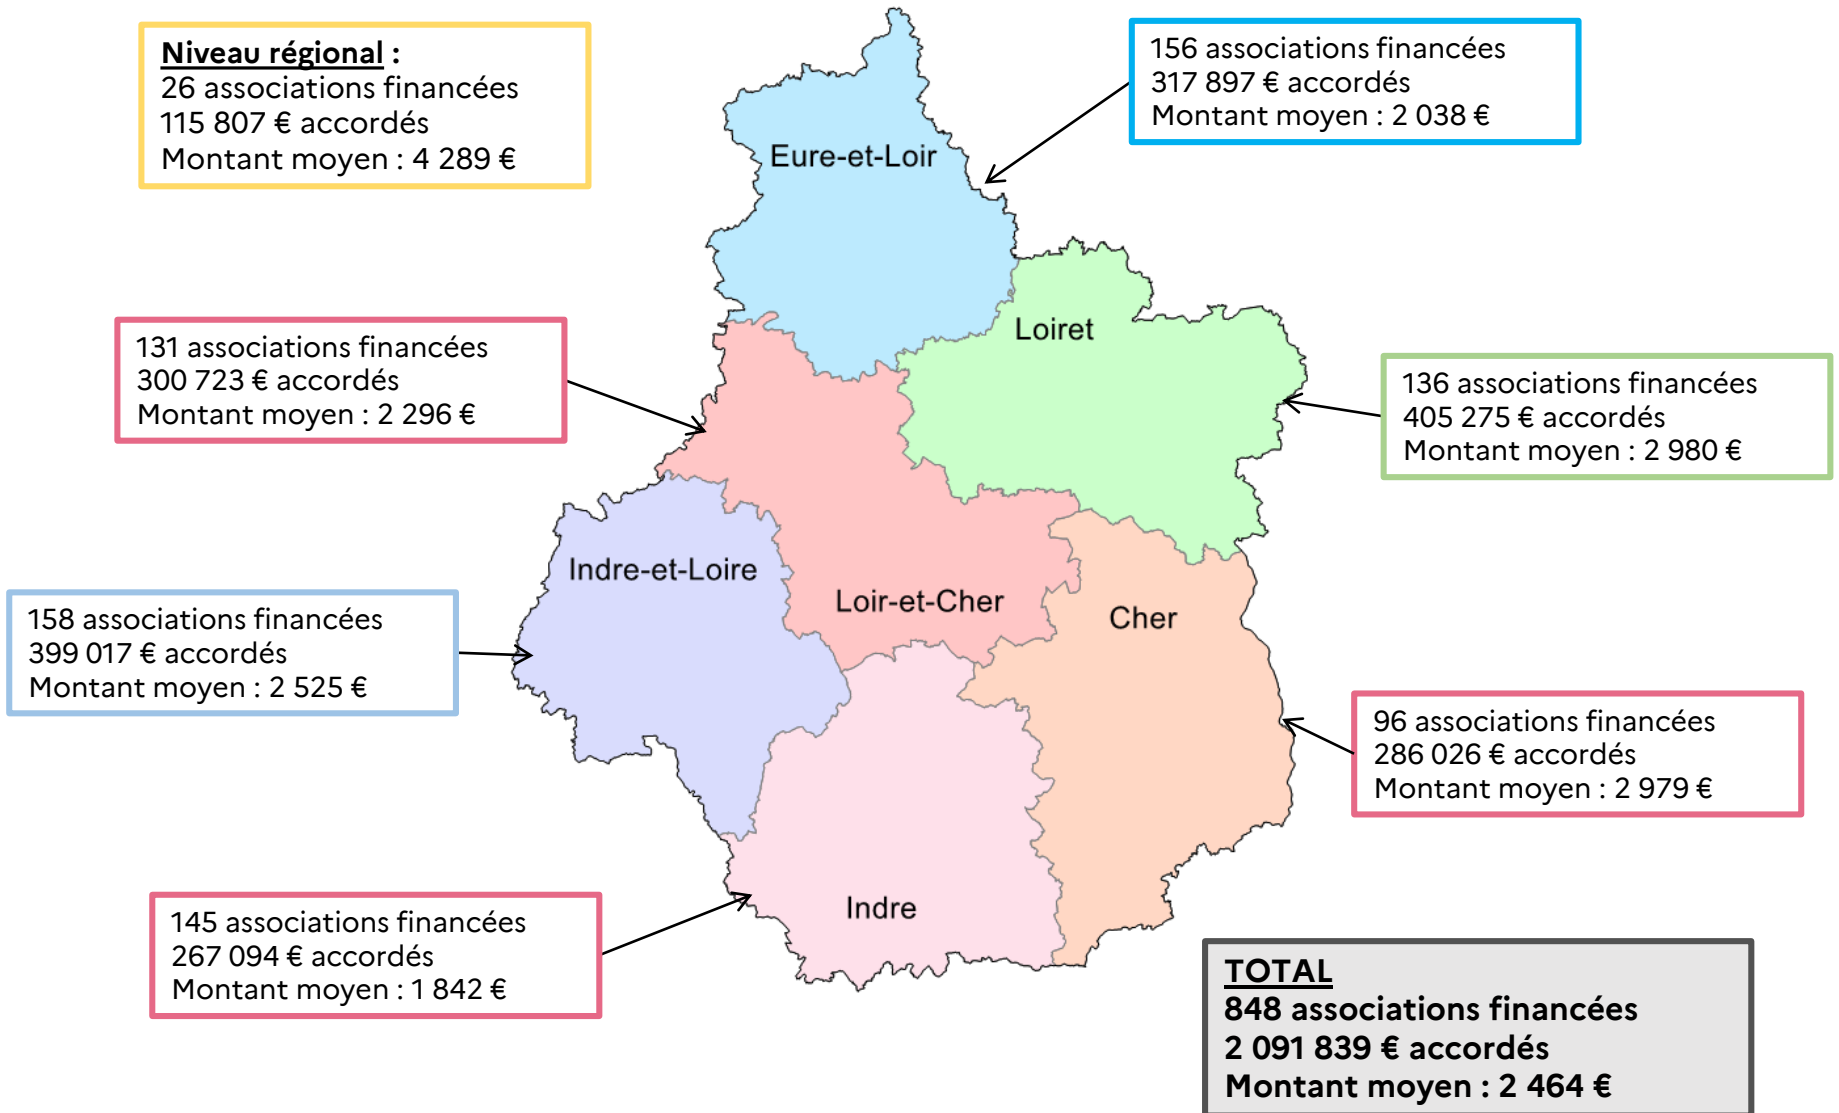 Niveau régional :
26 associations financées
115 807 € accordés
Montant moyen : 4 289 €
156 associations financées
317 897 € accordés
Montant moyen : 2 038 €
Eure-et-Loir
Loiret
131 associations financées
300 723 € accordés
Montant moyen : 2 296 €
136 associations financées
405 275 € accordés
Montant moyen : 2 980 €
Indre-et-Loire
Loir-et-Cher
Cher
158 associations financées
399 017 € accordés
Montant moyen : 2 525 €
96 associations financées
286 026 € accordés
Montant moyen : 2 979 €
Indre
145 associations financées
267 094 € accordés
Montant moyen : 1 842 €
TOTAL
848 associations financées
2 091 839 € accordés
Montant moyen : 2 464 €